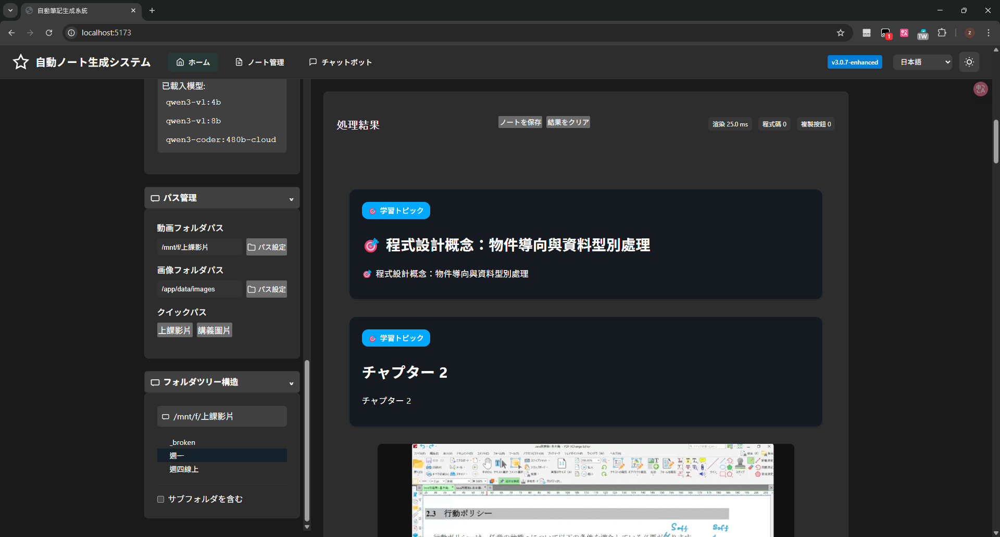 自動筆記生成系統
localhost:5173
1
TW
z
自動ノート生成システム
ホーム
ノート管理
チャットボット
v3.0.7-enhanced
日本語
已載入模型:
qwen3-vl:4b
qwen3-vl:8b
qwen3-coder:480b-cloud
パス管理
動画フォルダパス
/mnt/f/上課影片
パス設定
画像フォルダパス
/app/data/images
パス設定
クイックパス
上課影片
講義圖片
フォルダツリー構造
/mnt/f/上課影片
_broken
週一
週四線上
サブフォルダを含む
処理結果
ノートを保存
結果をクリア
渲染 25.0 ms
程式碼 0
複製按鈕 0
学習トピック
程式設計概念：物件導向與資料型別處理
程式設計概念：物件導向與資料型別處理
学習トピック
チャプター 2
チャプター 2
2.3 行動ポリシー
Soff
Soff